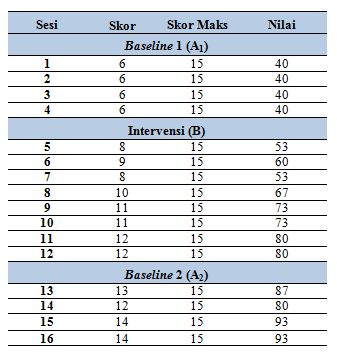 Sesi Skor Skor Maks Nilai
Baseline 1 (A₁)
1 6 15 40
2 6 15 40
3 6 15 40
4 6 15 40
Intervensi (B)
5 8 15 53
6 9 15 60
7 8 15 53
8 10 15 67
9 11 15 73
10 11 15 73
11 12 15 80
12 12 15 80
Baseline 2 (A₂)
13 13 15 87
14 12 15 80
15 14 15 93
16 14 15 93